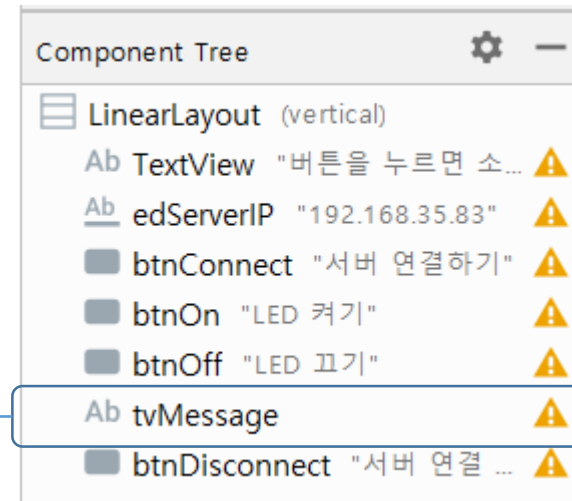 Component Tree
LinearLayout (vertical)
Ab TextView "버튼을 누르면 소...
Ab edServerIP "192.168.35.83"
btnConnect "서버 연결하기"
btnOn "LED 켜기"
btnOff "LED 끄기"
Ab tvMessage
btnDisconnect "서버 연결 ...